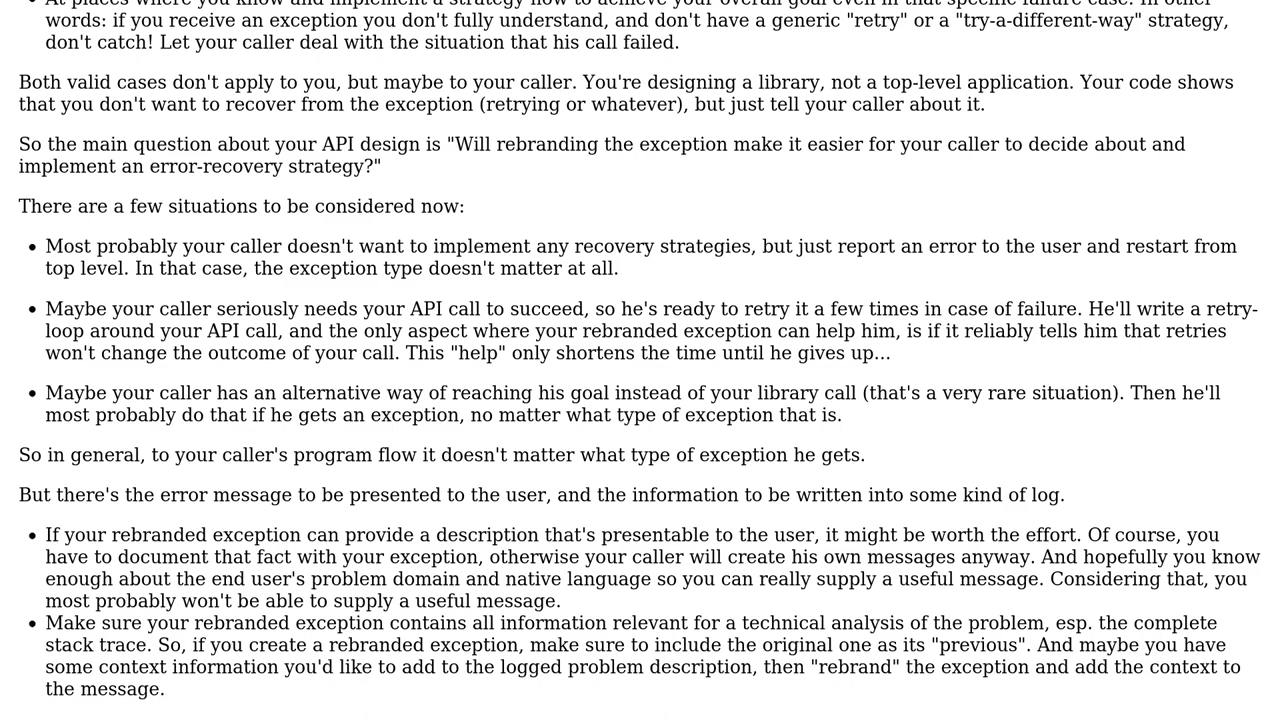 At places where you know and implement a strategy how to achieve your overall goal even in that specific failure case. In other
words: if you receive an exception you don't fully understand, and don't have a generic "retry" or a "try-a-different-way" strategy,
don't catch! Let your caller deal with the situation that his call failed.
Both valid cases don't apply to you, but maybe to your caller. You're designing a library, not a top-level application. Your code shows
that you don't want to recover from the exception (retrying or whatever), but just tell your caller about it.
So the main question about your API design is "Will rebranding the exception make it easier for your caller to decide about and
implement an error-recovery strategy?"
There are a few situations to be considered now:
• Most probably your caller doesn't want to implement any recovery strategies, but just report an error to the user and restart from
top level. In that case, the exception type doesn't matter at all.
• Maybe your caller seriously needs your API call to succeed, so he's ready to retry it a few times in case of failure. He'll write a retry-
loop around your API call, and the only aspect where your rebranded exception can help him, is if it reliably tells him that retries
won't change the outcome of your call. This "help" only shortens the time until he gives up...
• Maybe your caller has an alternative way of reaching his goal instead of your library call (that's a very rare situation). Then he'll
most probably do that if he gets an exception, no matter what type of exception that is.
So in general, to your caller's program flow it doesn't matter what type of exception he gets.
But there's the error message to be presented to the user, and the information to be written into some kind of log.
• If your rebranded exception can provide a description that's presentable to the user, it might be worth the effort. Of course, you
have to document that fact with your exception, otherwise your caller will create his own messages anyway. And hopefully you know
enough about the end user's problem domain and native language so you can really supply a useful message. Considering that, you
most probably won't be able to supply a useful message.
• Make sure your rebranded exception contains all information relevant for a technical analysis of the problem, esp. the complete
stack trace. So, if you create a rebranded exception, make sure to include the original one as its "previous". And maybe you have
some context information you'd like to add to the logged problem description, then "rebrand" the exception and add the context to
the message.